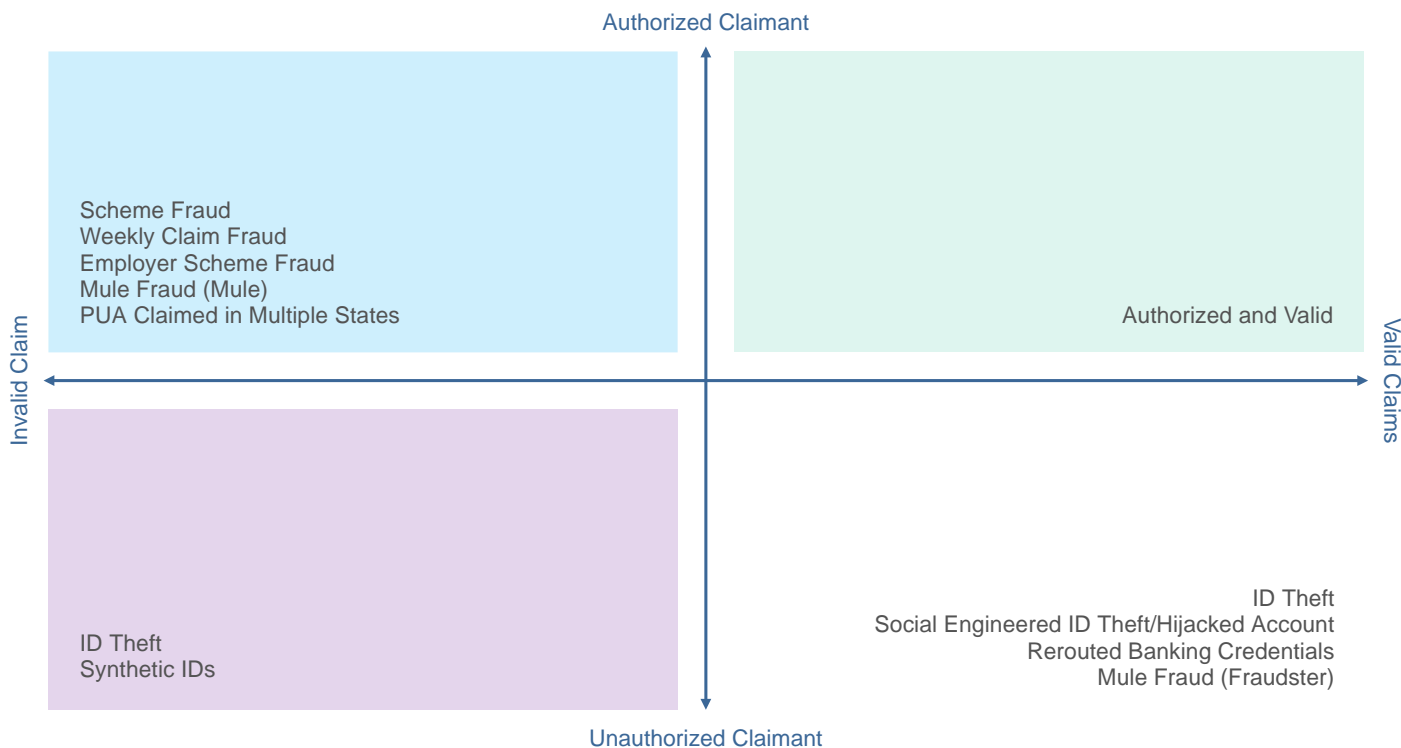 Authorized Claimant
Scheme Fraud
Weekly Claim Fraud
Employer Scheme Fraud
Mule Fraud (Mule)
PUA Claimed in Multiple States
Authorized and Valid
Invalid Claim
Valid Claims
ID Theft
Synthetic IDs
ID Theft
Social Engineered ID Theft/Hijacked Account
Rerouted Banking Credentials
Mule Fraud (Fraudster)
Unauthorized Claimant